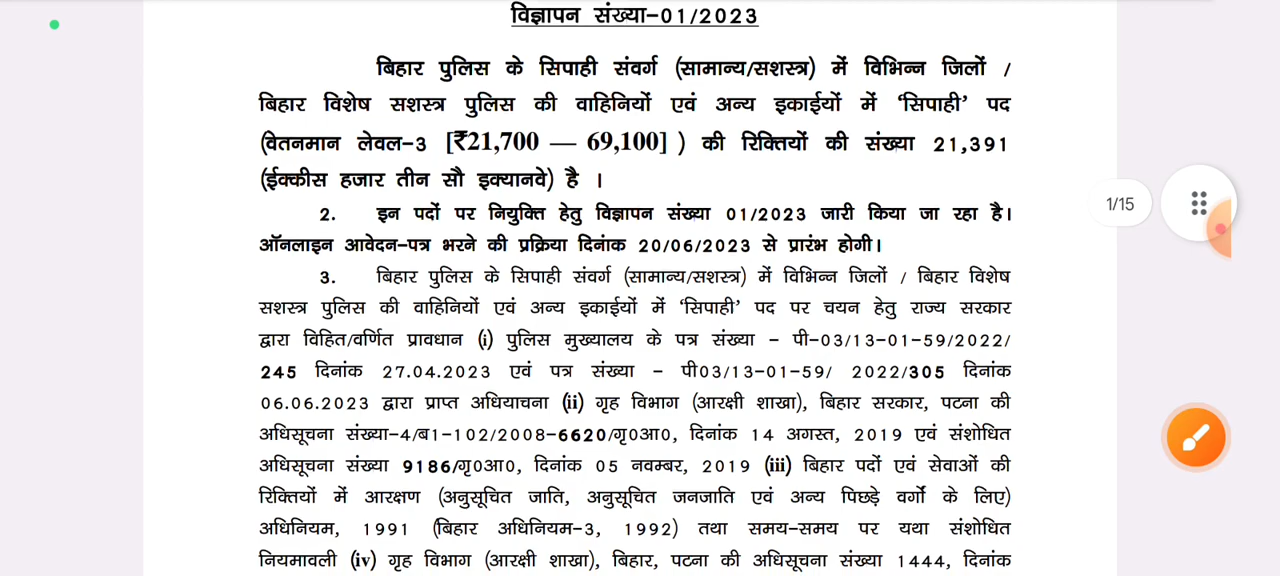 विज्ञापन संख्या-01/2023
बिहार पुलिस के सिपाही संवर्ग (सामान्य/सशस्त्र) में विभिन्न जिलों /
बिहार विशेष सशस्त्र पुलिस की वाहिनियों एवं अन्य इकाईयों में ‘सिपाही’ पद
(वेतनमान लेवल-3 [₹21,700 — 69,100] ) की रिक्तियों की संख्या 21,391
(ईक्कीस हजार तीन सौ इक्यानवे) है ।
2. इन पदों पर नियुक्ति हेतु विज्ञापन संख्या 01/2023 जारी किया जा रहा है।
ऑनलाइन आवेदन-पत्र भरने की प्रक्रिया दिनांक 20/06/2023 से प्रारंभ होगी।
1/15
3. बिहार पुलिस के सिपाही संवर्ग (सामान्य/सशस्त्र) में विभिन्न जिलों / बिहार विशेष
सशस्त्र पुलिस की वाहिनियों एवं अन्य इकाईयों में ‘सिपाही’ पद पर चयन हेतु राज्य सरकार
द्वारा विहित/वर्णित प्रावधान (i) पुलिस मुख्यालय के पत्र संख्या - पी-03/13-01-59/2022/
245 दिनांक 27.04.2023 एवं पत्र संख्या - पी03/13-01-59/ 2022/305 दिनांक
06.06.2023 द्वारा प्राप्त अधियाचना (ii) गृह विभाग (आरक्षी शाखा), बिहार सरकार, पटना की
अधिसूचना संख्या-4/ब1-102/2008-6620/गृ0आ0, दिनांक 14 अगस्त, 2019 एवं संशोधित
अधिसूचना संख्या 9186/गृ0आ0, दिनांक 05 नवम्बर, 2019 (iii) बिहार पदों एवं सेवाओं की
रिक्तियों में आरक्षण (अनुसूचित जाति, अनुसूचित जनजाति एवं अन्य पिछड़े वर्गों के लिए)
अधिनियम, 1991 (बिहार अधिनियम-3, 1992) तथा समय-समय पर यथा संशोधित
नियमावली (iv) गृह विभाग (आरक्षी शाखा), बिहार, पटना की अधिसूचना संख्या 1444, दिनांक